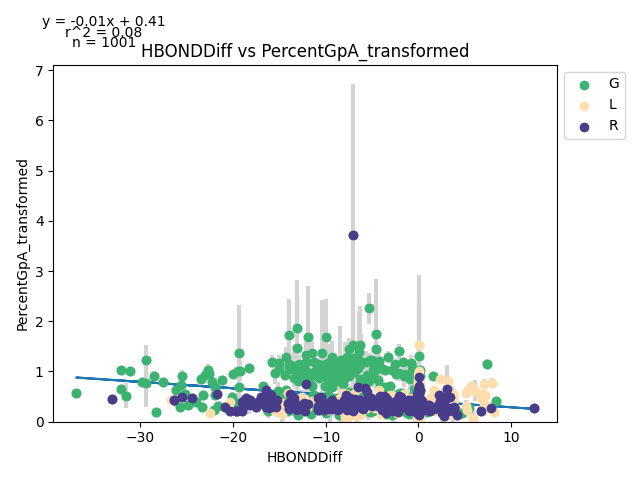 y = -0.01x + 0.41
r^2 = 0.08
n = 1001
HBONDDiff vs PercentGpA_transformed
7
6
5
4
3
2
1
0
PercentGpA_transformed
−30
−20
−10
0
10
HBONDDiff
G
L
R